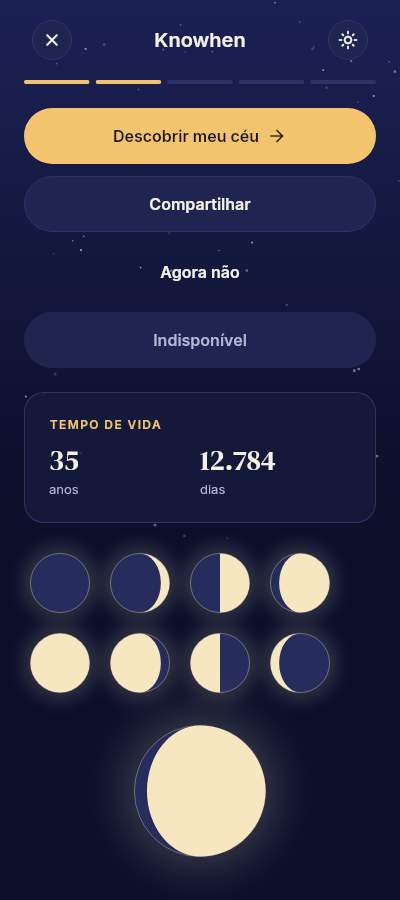 Knowhen
Descobrir meu céu →
Compartilhar
Agora não
Indisponível
TEMPO DE VIDA
35 12.784
anos dias